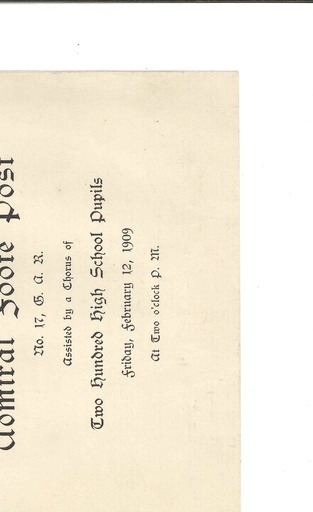 Admiral Foote Post
No. 17, G. A. R.
Assisted by a Chorus of
Two Hundred High School Pupils
Friday, February 12, 1909
At Two o'clock P. M.